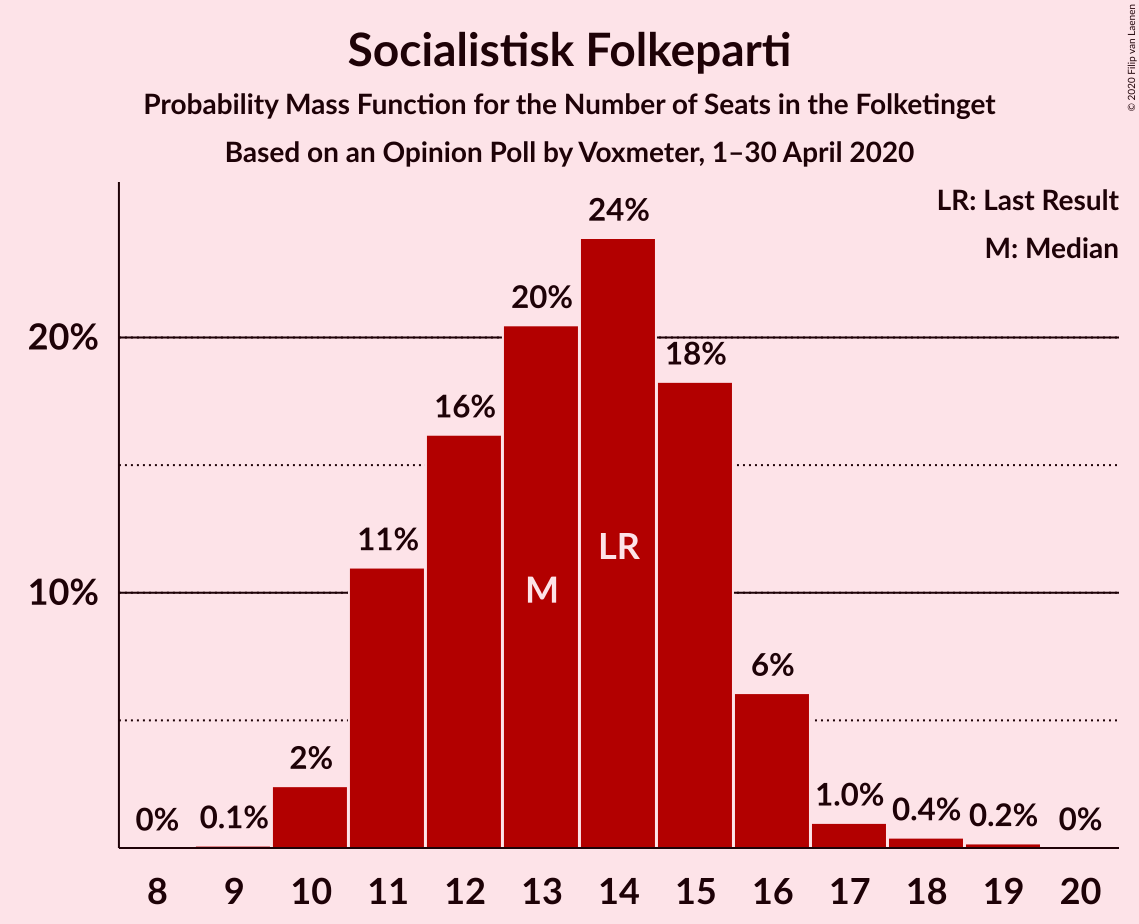 Socialistisk Folkeparti
Probability Mass Function for the Number of Seats in the Folketinget
Based on an Opinion Poll by Voxmeter, 1–30 April 2020
© 2020 Filip van Laenen
LR: Last Result
M: Median
20%
10%
0%
0.1%
2%
11%
16%
20%
24%
18%
6%
1.0%
0.4%
0.2%
0%
M
LR
8 9 10 11 12 13 14 15 16 17 18 19 20